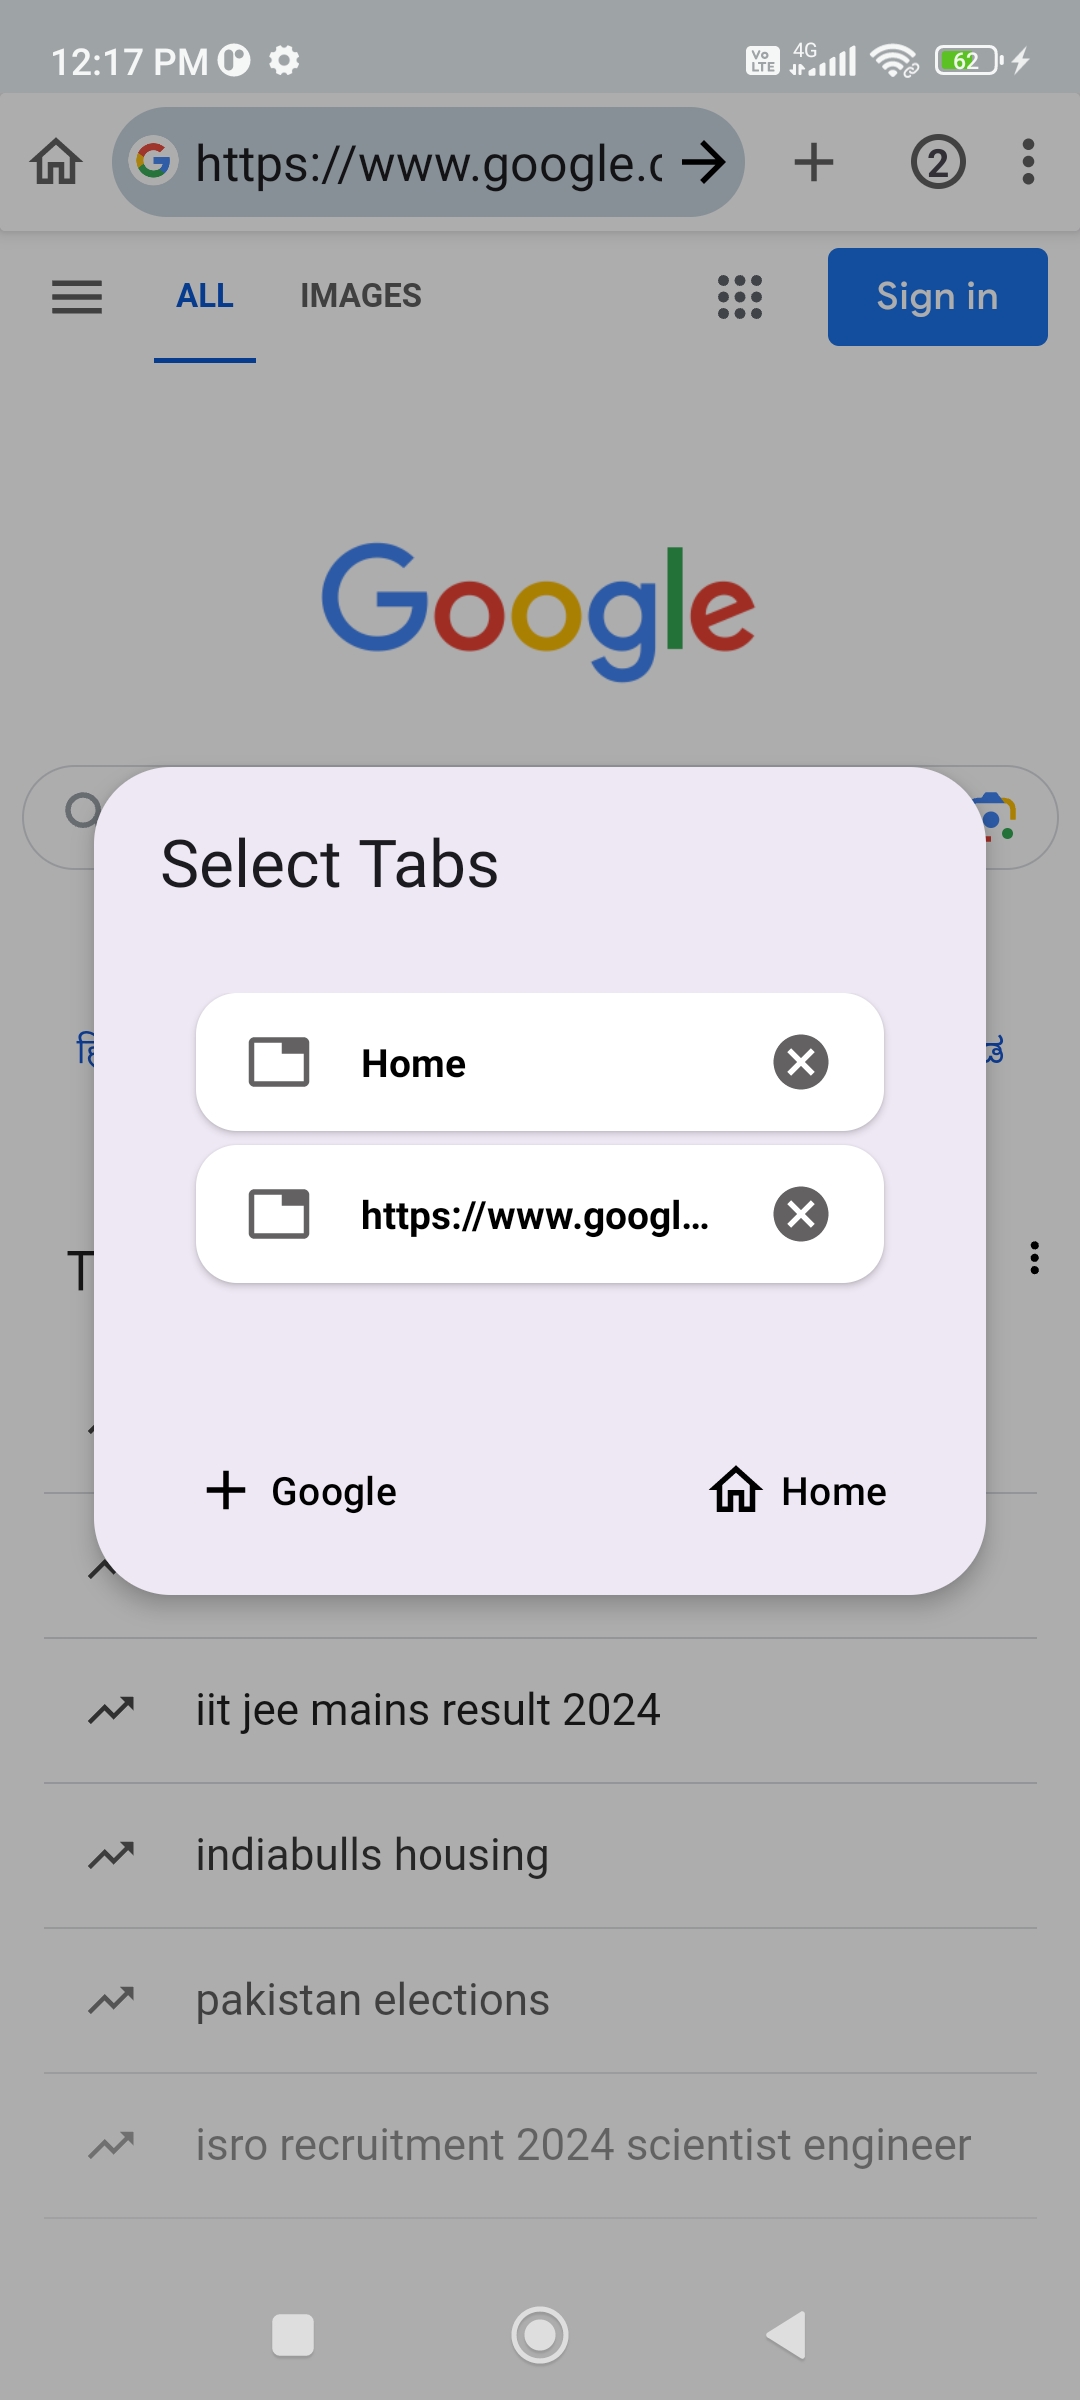 12:17 PM
Vo LTE 4G 62
https://www.google.c
2
ALL IMAGES
Sign in
Google
Select Tabs
Home
https://www.googl...
T
Google Home
iit jee mains result 2024
indiabulls housing
pakistan elections
isro recruitment 2024 scientist engineer